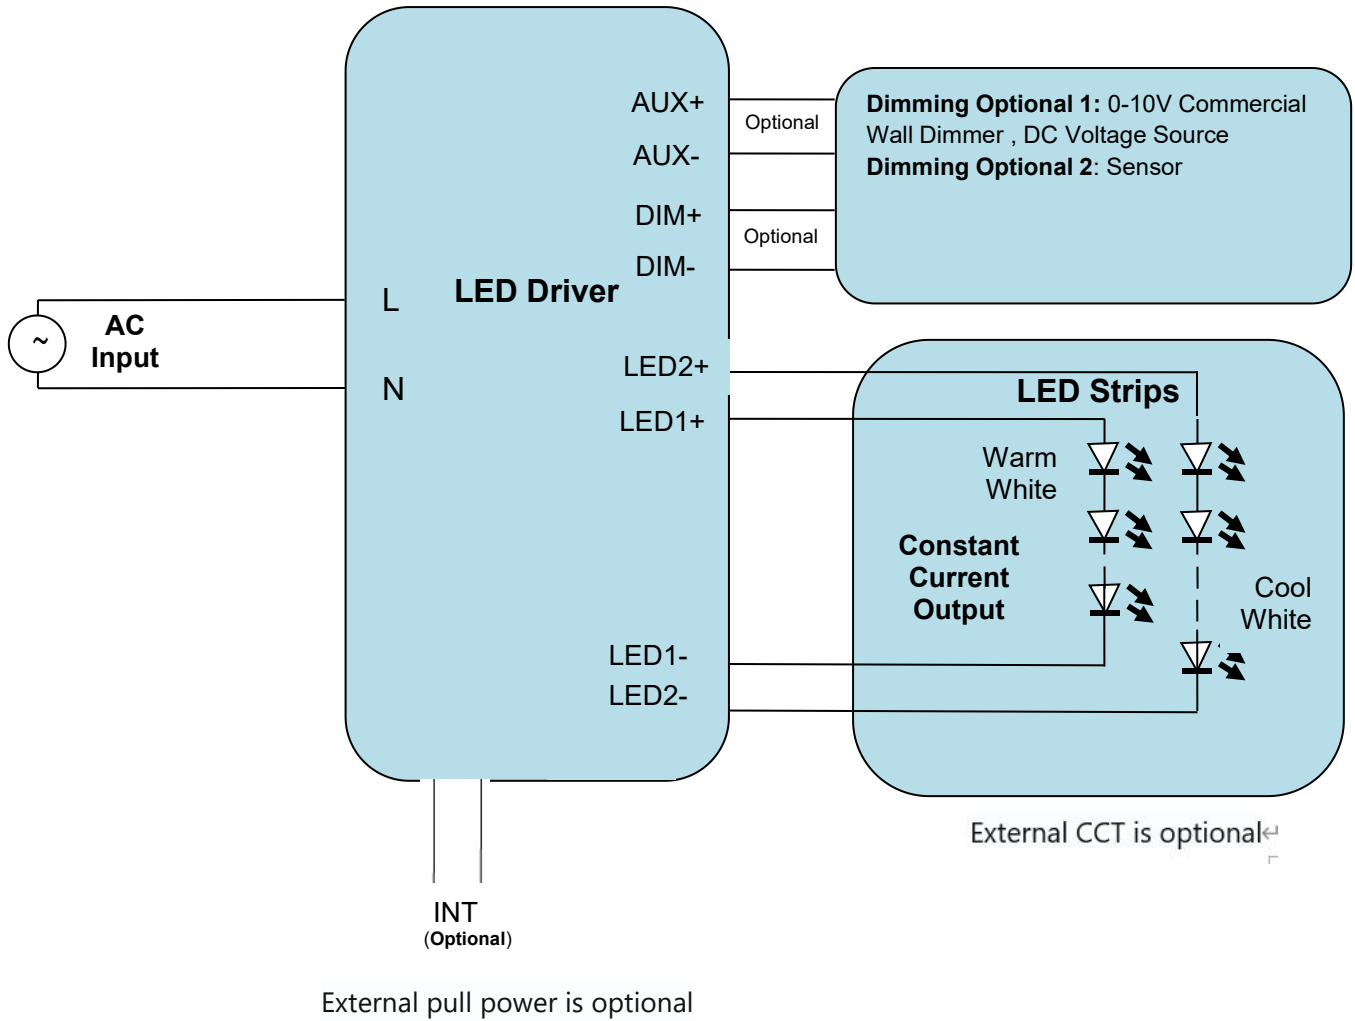 AUX+
Optional
AUX-
DIM+
Optional
DIM-
Dimming Optional 1: 0-10V Commercial
Wall Dimmer , DC Voltage Source
Dimming Optional 2: Sensor
L
LED Driver
AC
Input
~
N
LED2+
LED1+
LED Strips
Warm
White
Constant
Current
Output
Cool
White
LED1-
LED2-
External CCT is optional↵
INT
(Optional)
External pull power is optional